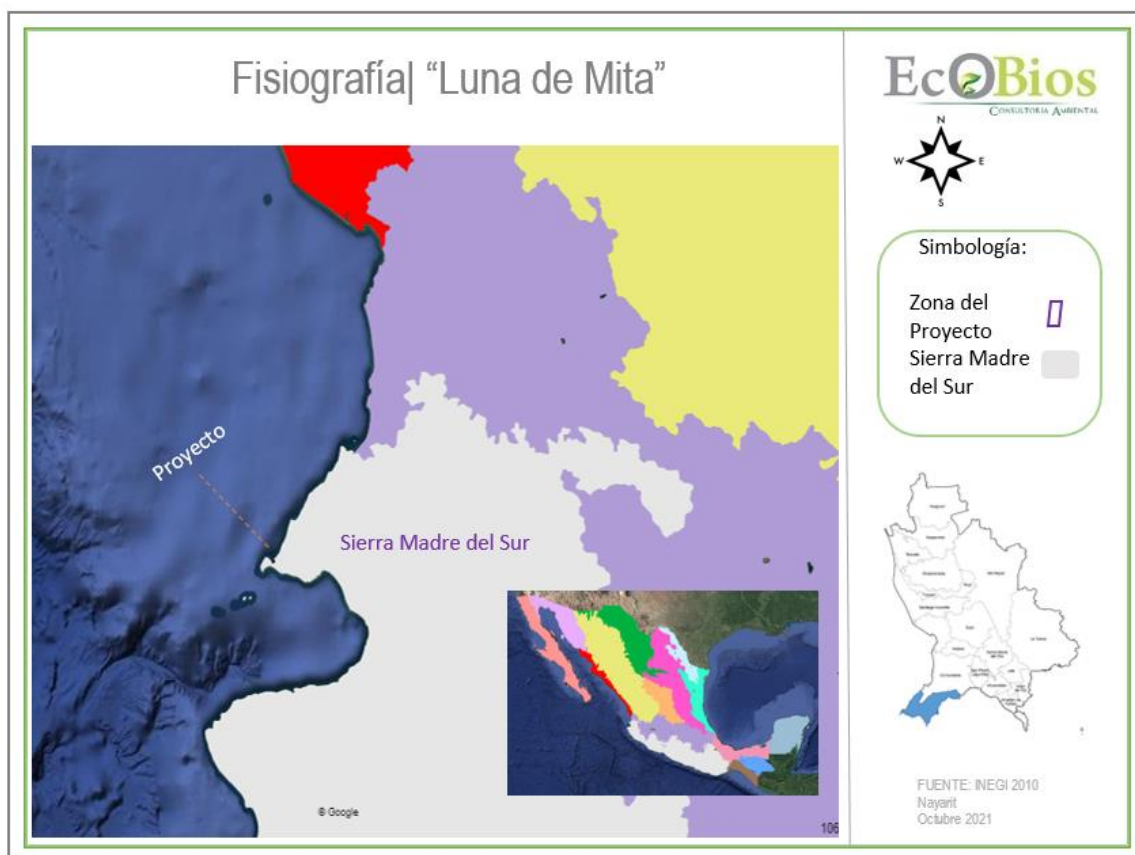 Fisiografía| "Luna de Mita"
EcOBios
CONSULTORÍA AMBIENTAL
N
W
E
S
Simbología:
Zona del
Proyecto
Sierra Madre
del Sur
Proyecto
Sierra Madre del Sur
© Google
106
FUENTE: INEGI 2010
Nayarit
Octubre 2021